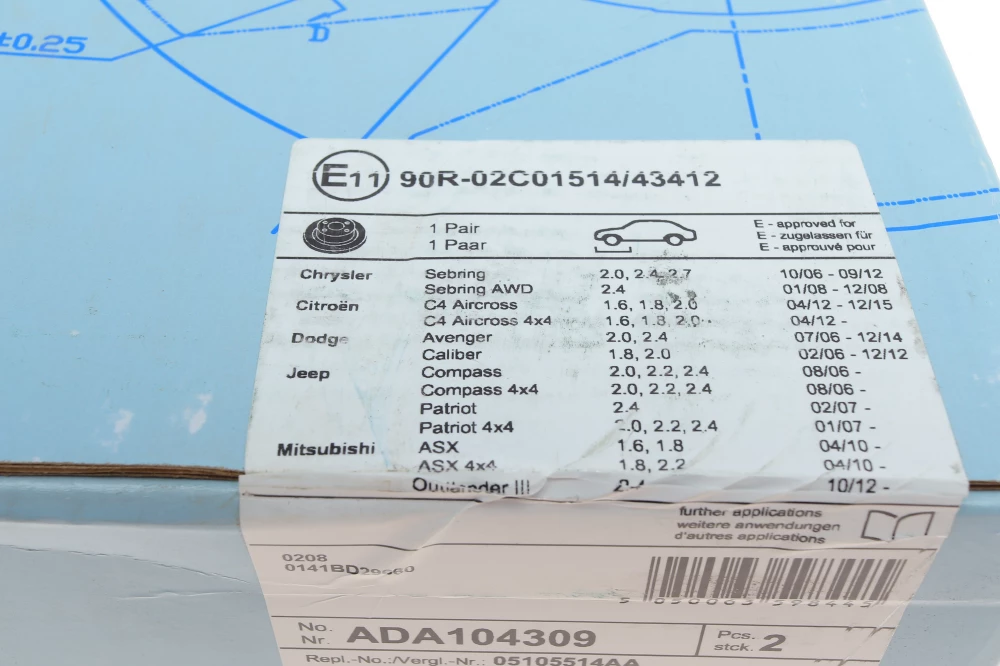 ±0.25
D
E11 90R-02C01514/43412
1 Pair
1 Paar
E - approved for
E - zugelassen für
E - approuvé pour
Chrysler Sebring 2.0, 2.4, 2.7 10/06 - 09/12
Sebring AWD 2.4 01/08 - 12/08
Citroën C4 Aircross 1.6, 1.8, 2.0 04/12 - 12/15
C4 Aircross 4x4 1.6, 1.8, 2.0 04/12 -
Dodge Avenger 2.0, 2.4 07/06 - 12/14
Caliber 1.8, 2.0 02/06 - 12/12
Jeep Compass 2.0, 2.2, 2.4 08/06 -
Compass 4x4 2.0, 2.2, 2.4 08/06 -
Patriot 2.4 02/07 -
Patriot 4x4 2.0, 2.2, 2.4 01/07 -
Mitsubishi ASX 1.6, 1.8 04/10 -
ASX 4x4 1.8, 2.2 04/10 -
Outlander III 2.4 10/12 -
further applications
weitere anwendungen
d'autres applications
0208
No.
Nr. ADA104309
Pcs.
stck. 2
Repl.-No.:/Vergl.-Nr.: 05105514AA